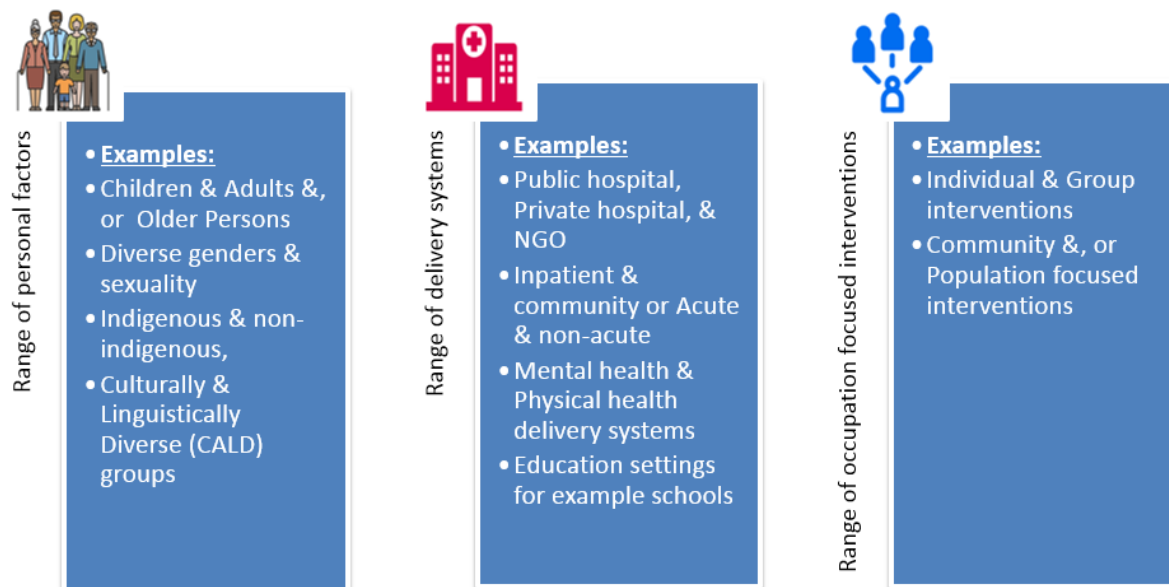 Range of personal factors
• Examples:
• Children & Adults &,
or Older Persons
• Diverse genders &
sexuality
• Indigenous & non-
indigenous,
• Culturally &
Linguistically
Diverse (CALD)
groups
Range of delivery systems
• Examples:
• Public hospital,
Private hospital, &
NGO
• Inpatient &
community or Acute
& non-acute
• Mental health &
Physical health
delivery systems
• Education settings
for example schools
Range of occupation focused interventions
• Examples:
• Individual & Group
interventions
• Community &, or
Population focused
interventions